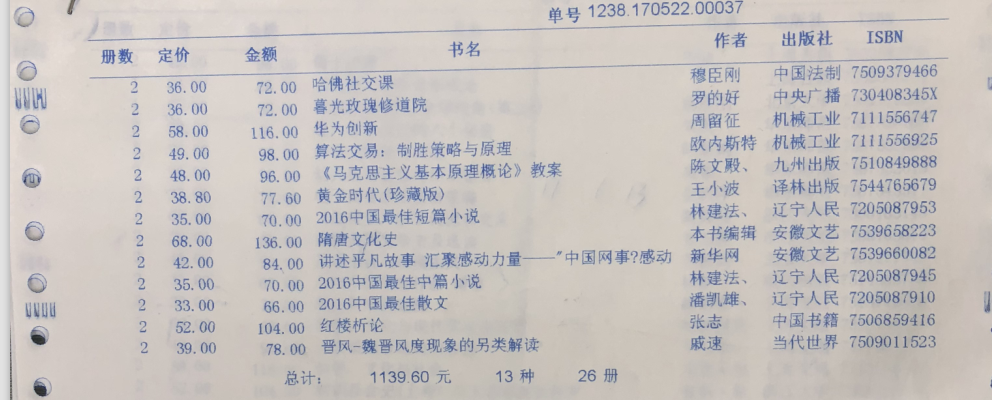 单号 1238.170522.00037
册数 定价 金额 书名 作者 出版社 ISBN
2 36.00 72.00 哈佛社交课 穆臣刚 中国法制 7509379466
2 36.00 72.00 暮光玫瑰修道院 罗的好 中央广播 730408345X
2 58.00 116.00 华为创新 周留征 机械工业 7111556747
2 49.00 98.00 算法交易：制胜策略与原理 欧内斯特 机械工业 7111556925
2 48.00 96.00 《马克思主义基本原理概论》教案 陈文殿、 九州出版 7510849888
2 38.80 77.60 黄金时代(珍藏版) 王小波 译林出版 7544765679
2 35.00 70.00 2016中国最佳短篇小说 林建法、 辽宁人民 7205087953
2 68.00 136.00 隋唐文化史 本书编辑 安徽文艺 7539658223
2 42.00 84.00 讲述平凡故事 汇聚感动力量——"中国网事?感动 新华网 安徽文艺 7539660082
2 35.00 70.00 2016中国最佳中篇小说 林建法、 辽宁人民 7205087945
2 33.00 66.00 2016中国最佳散文 潘凯雄、 辽宁人民 7205087910
2 52.00 104.00 红楼析论 张志 中国书籍 7506859416
2 39.00 78.00 晋风-魏晋风度现象的另类解读 戚速 当代世界 7509011523
总计： 1139.60 元 13 种 26 册